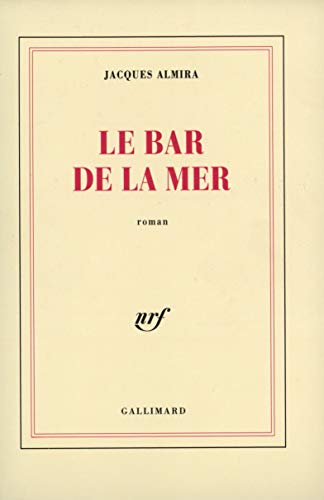 JACQUES ALMIRA
LE BAR
DE LA MER
roman
nrf
GALLIMARD